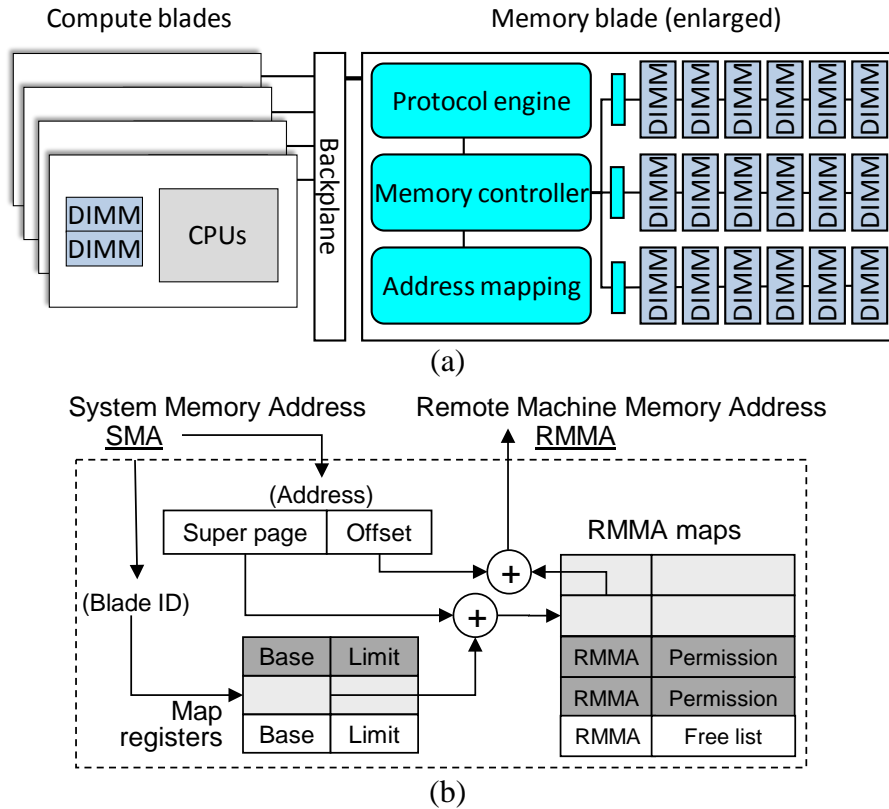 Compute blades
Memory blade (enlarged)
Protocol engine
Memory controller
Address mapping
Backplane
DIMM
DIMM
CPUs
DIMM DIMM DIMM DIMM DIMM DIMM
DIMM DIMM DIMM DIMM DIMM DIMM
DIMM DIMM DIMM DIMM DIMM DIMM
(a)
System Memory Address
SMA
Remote Machine Memory Address
RMMA
(Address)
Super page Offset
RMMA maps
(Blade ID)
+
+
Map
registers
Base Limit
Base Limit
RMMA Permission
RMMA Permission
RMMA Free list
(b)